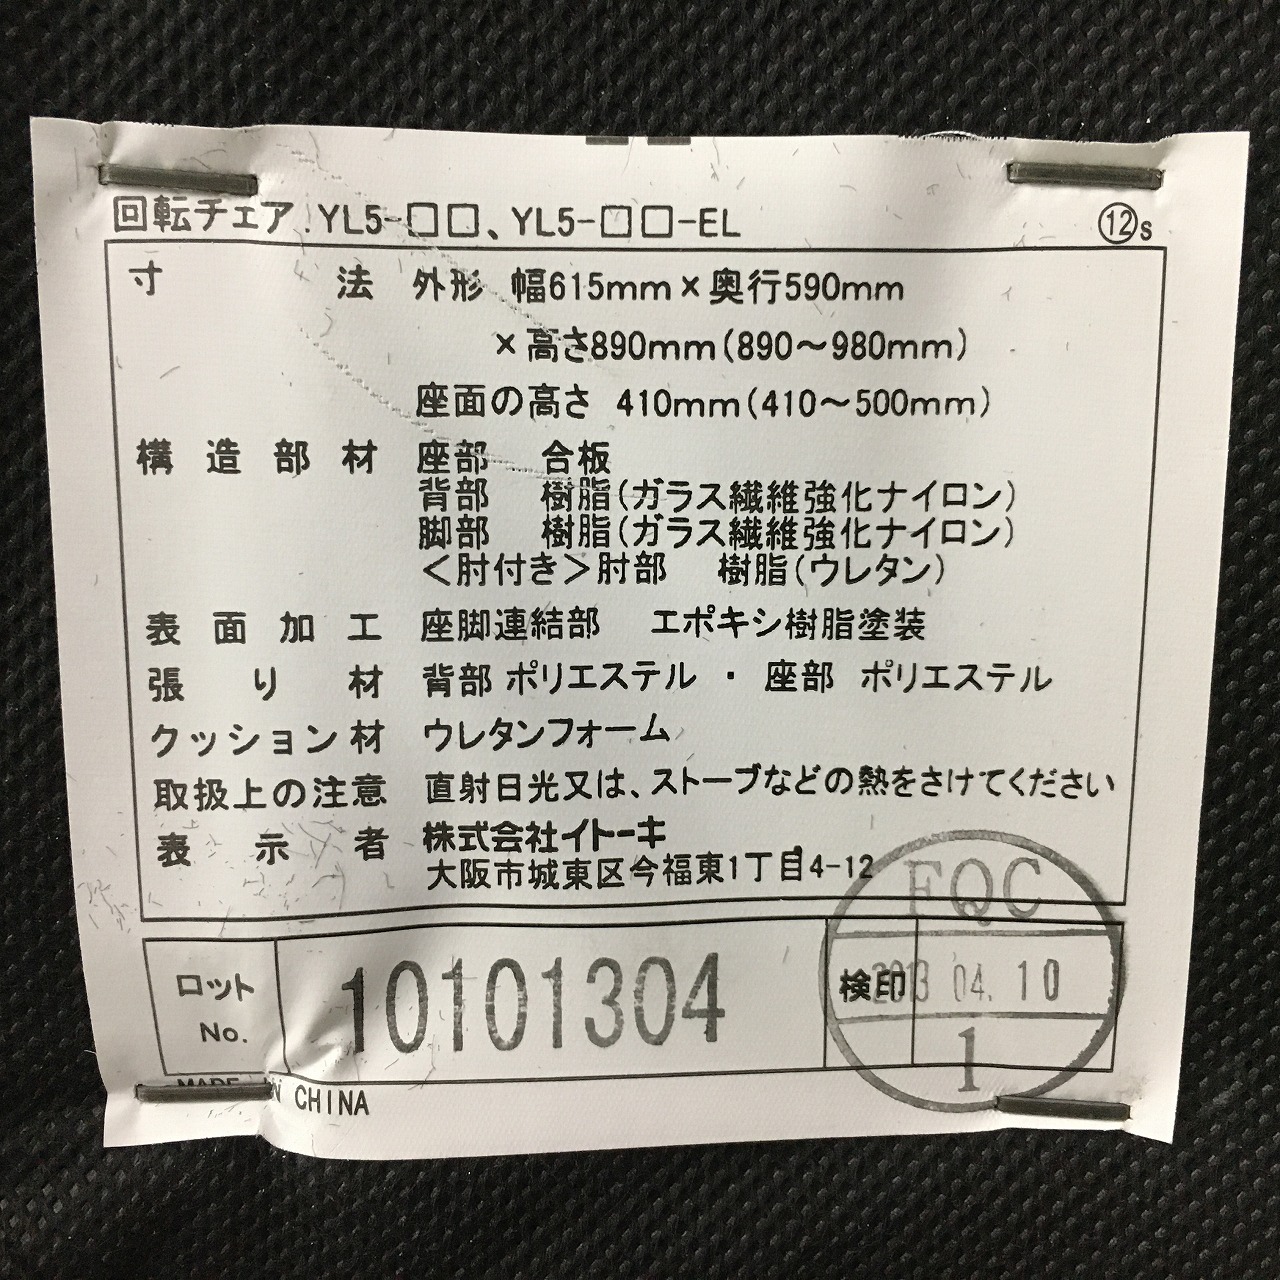 回転チェア YL5-□□、YL5-□□-EL ⑫s
寸法 外形 幅615mm×奥行590mm
×高さ890mm(890～980mm)
座面の高さ 410mm(410～500mm)
構造部材 座部 合板
背部 樹脂(ガラス繊維強化ナイロン)
脚部 樹脂(ガラス繊維強化ナイロン)
＜肘付き＞肘部 樹脂(ウレタン)
表面加工 座脚連結部 エポキシ樹脂塗装
張り材 背部 ポリエステル ・ 座部 ポリエステル
クッション材 ウレタンフォーム
取扱上の注意 直射日光又は、ストーブなどの熱をさけてください
表示者 株式会社イトーキ
大阪市城東区今福東1丁目4-12
FQC
ロット No. 10101304 検印 2013 04. 10
1
MADE IN CHINA